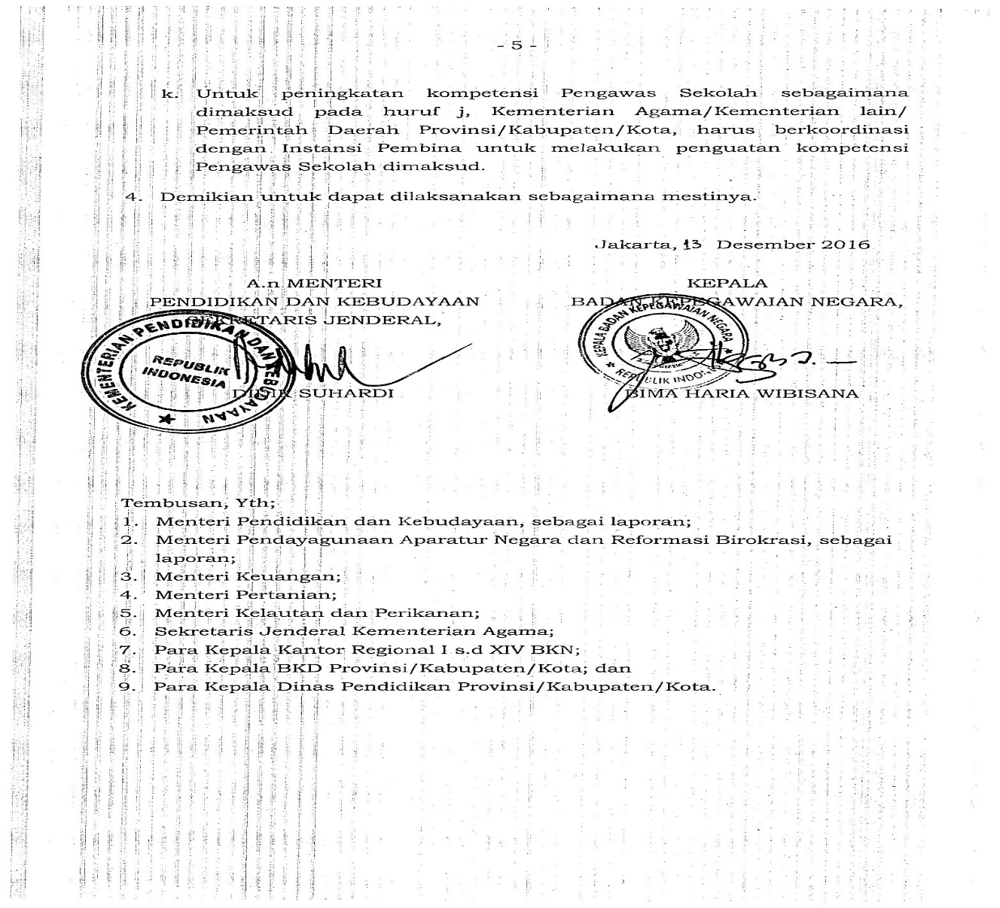 - 5 -
k. Untuk peningkatan kompetensi Pengawas Sekolah sebagaimana
dimaksud pada huruf j, Kementerian Agama/Kementerian lain/
Pemerintah Daerah Provinsi/Kabupaten/Kota, harus berkoordinasi
dengan Instansi Pembina untuk melakukan penguatan kompetensi
Pengawas Sekolah dimaksud.
4. Demikian untuk dapat dilaksanakan sebagaimana mestinya.
Jakarta, 13 Desember 2016
A.n MENTERI
PENDIDIKAN DAN KEBUDAYAAN
SEKRETARIS JENDERAL,
KEMENTERIAN PENDIDIKAN DAN KEBUDAYAAN
REPUBLIK
INDONESIA
DIDIK SUHARDI
KEPALA
BADAN KEPEGAWAIAN NEGARA,
KEPALA BADAN KEPEGAWAIAN NEGARA
REPUBLIK INDONESIA
BIMA HARIA WIBISANA
Tembusan, Yth;
1. Menteri Pendidikan dan Kebudayaan, sebagai laporan;
2. Menteri Pendayagunaan Aparatur Negara dan Reformasi Birokrasi, sebagai
laporan;
3. Menteri Keuangan;
4. Menteri Pertanian;
5. Menteri Kelautan dan Perikanan;
6. Sekretaris Jenderal Kementerian Agama;
7. Para Kepala Kantor Regional I s.d XIV BKN;
8. Para Kepala BKD Provinsi/Kabupaten/Kota; dan
9. Para Kepala Dinas Pendidikan Provinsi/Kabupaten/Kota.